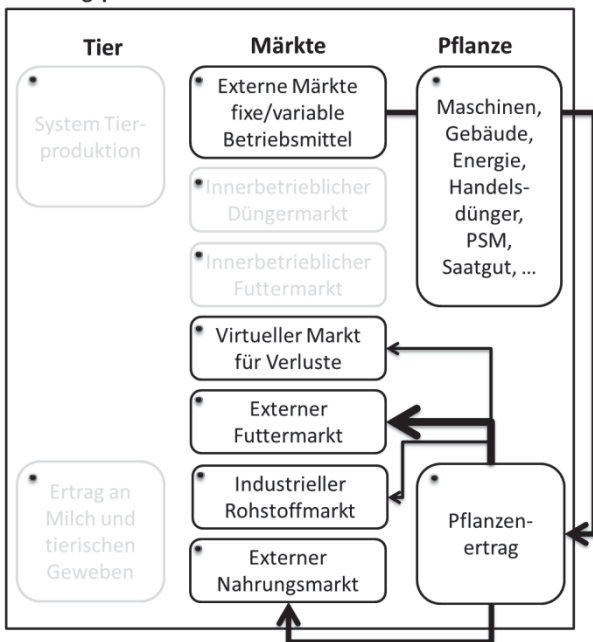 Tier
Märkte
Pflanze
System Tier-
produktion
Externe Märkte
fixe/variable
Betriebsmittel
Maschinen,
Gebäude,
Energie,
Handels-
dünger,
PSM,
Saatgut, ...
Innerbetrieblicher
Düngermarkt
Innerbetrieblicher
Futtermarkt
Virtueller Markt
für Verluste
Externer
Futtermarkt
Ertrag an
Milch und
tierischen
Geweben
Industrieller
Rohstoffmarkt
Pflanzen-
ertrag
Externer
Nahrungsmarkt